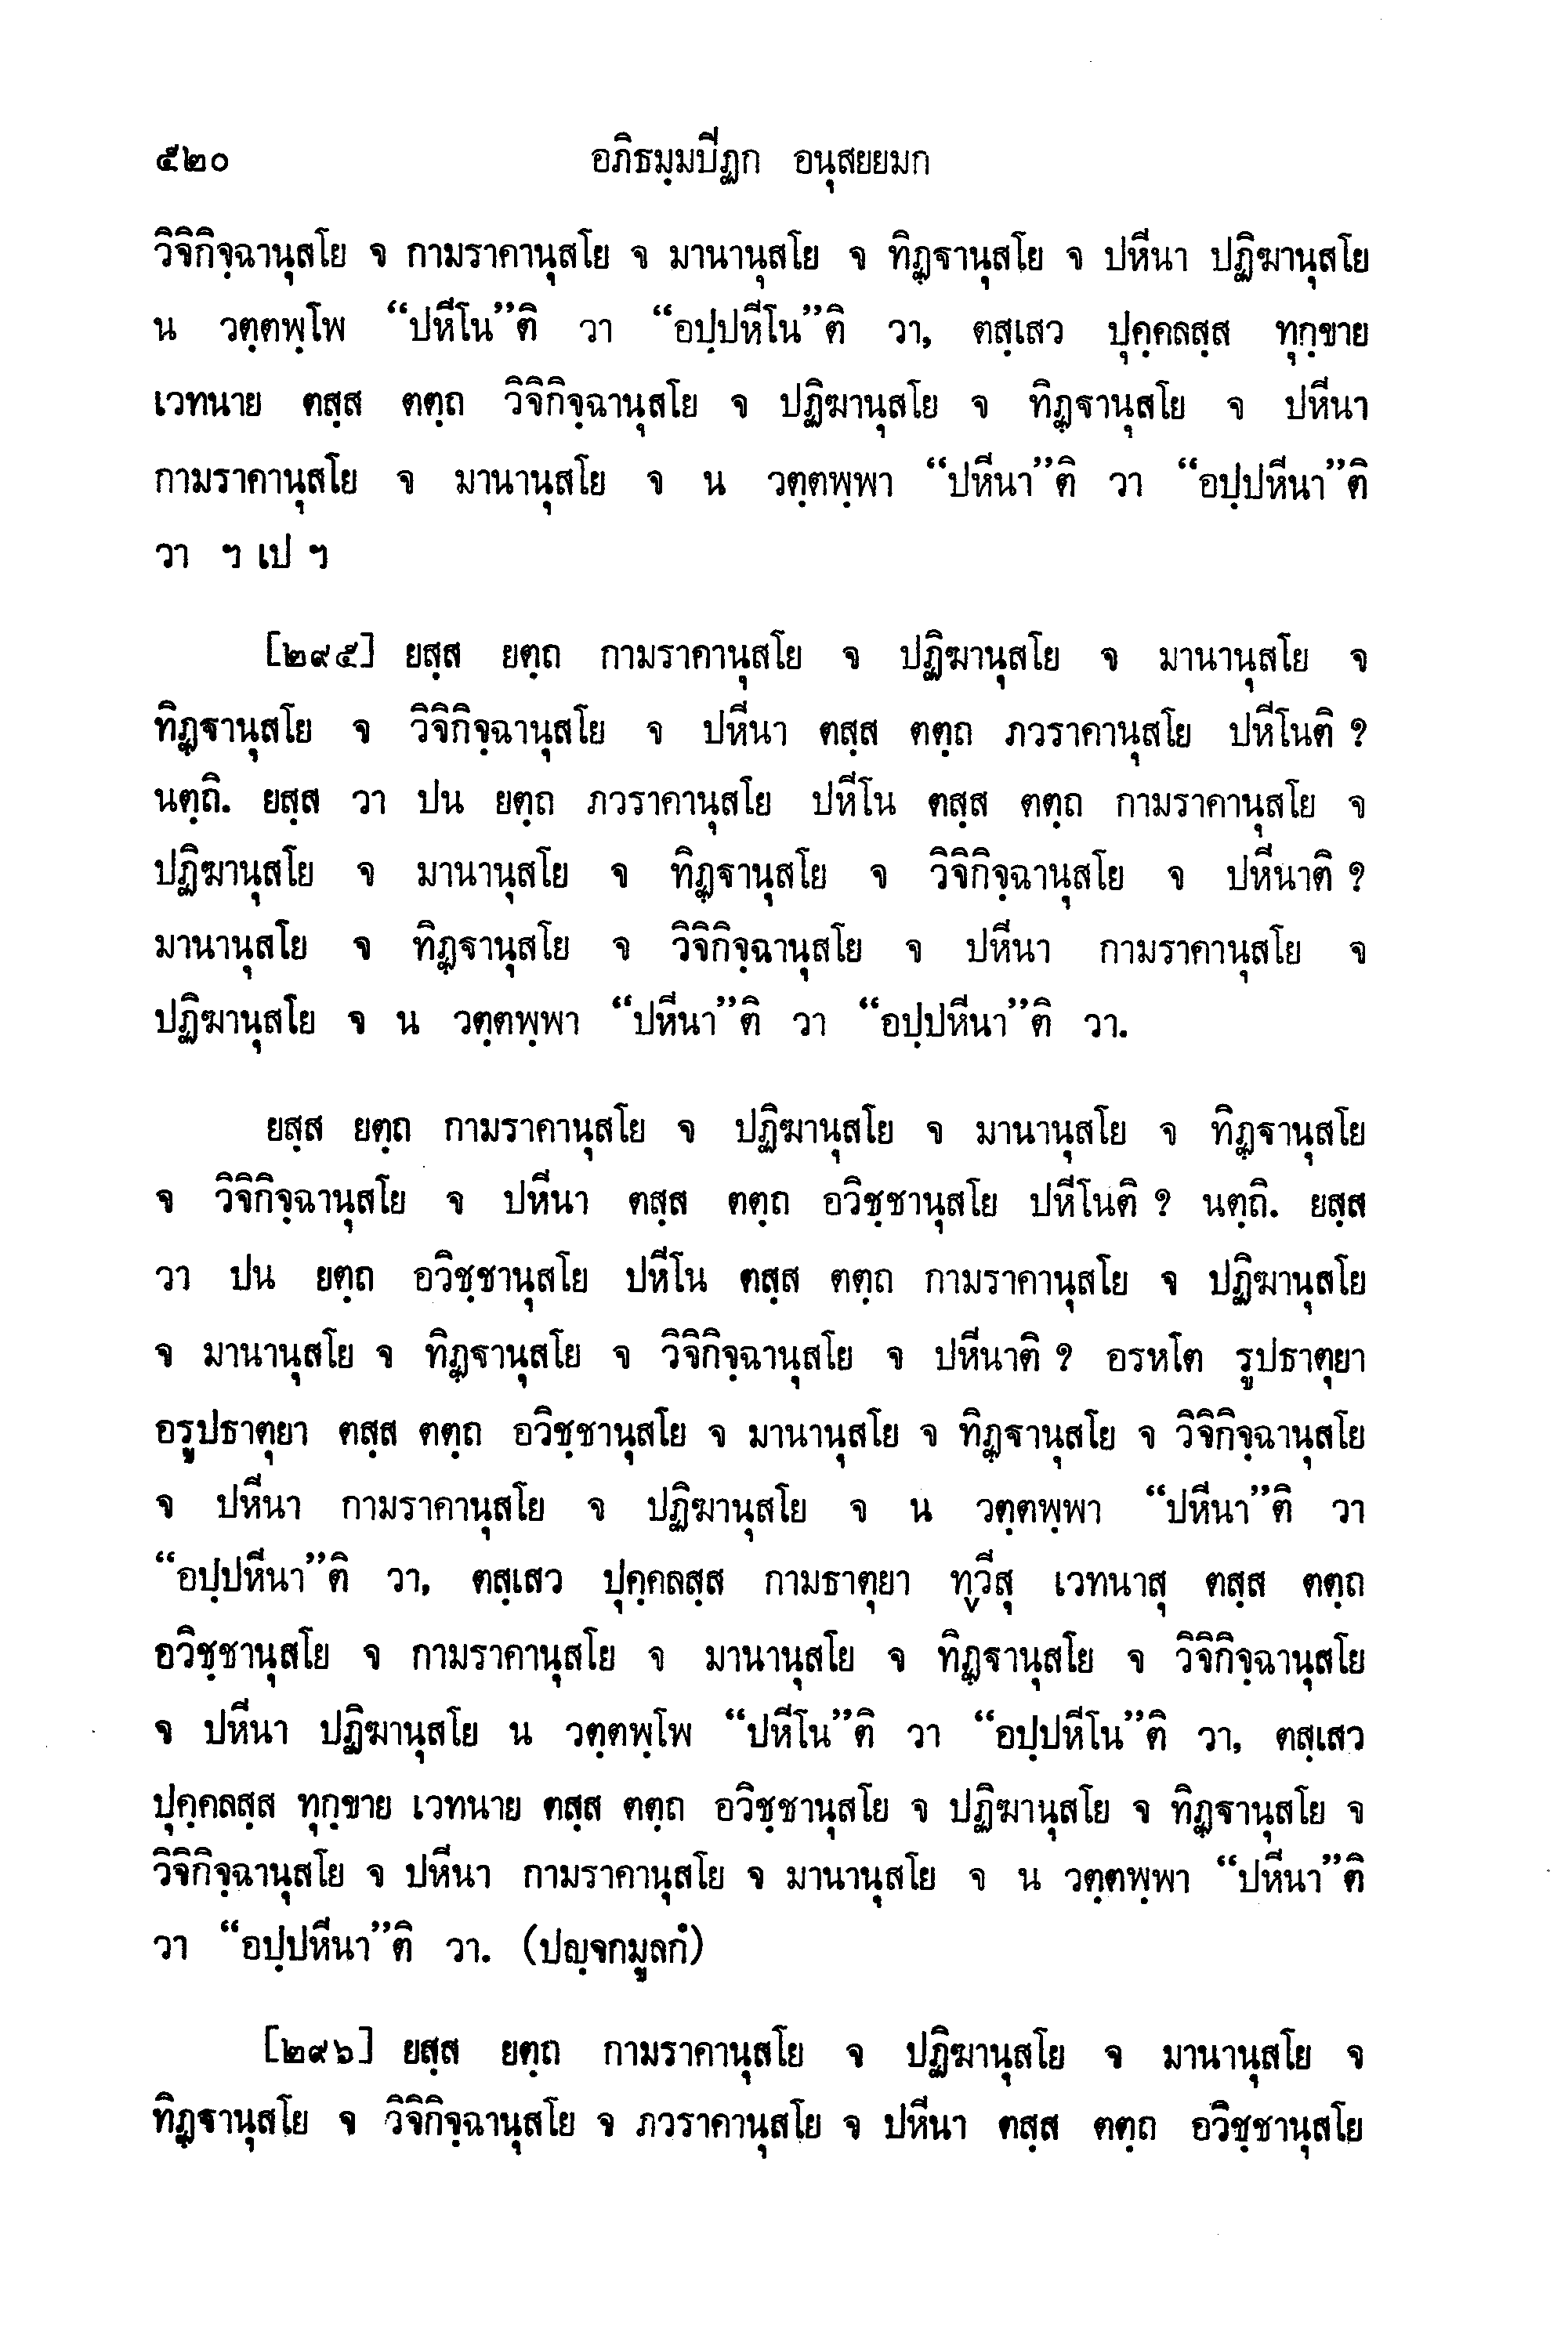 ๕๒๐ อภิธมฺมปีฏก อนุสยยมก
วิจิกิจฺฉานุสโย จ กามราคานุสโย จ มานานุสโย จ ทิฏฺฐานุสโย จ ปหีนา ปฏิฆานุสโย
น วตฺตพฺโพ “ปหีโน”ติ วา “อปฺปหีโน”ติ วา, ตสฺเสว ปุคฺคลสฺส ทุกฺขาย
เวทนาย ตสฺส ตตฺถ วิจิกิจฺฉานุสโย จ ปฏิฆานุสโย จ ทิฏฺฐานุสโย จ ปหีนา
กามราคานุสโย จ มานานุสโย จ น วตฺตพฺพา “ปหีนา”ติ วา “อปฺปหีนา”ติ
วา ฯ เป ฯ
[๒๙๕] ยสฺส ยตฺถ กามราคานุสโย จ ปฏิฆานุสโย จ มานานุสโย จ
ทิฏฺฐานุสโย จ วิจิกิจฺฉานุสโย จ ปหีนา ตสฺส ตตฺถ ภวราคานุสโย ปหีโนติ ?
นตฺถิ. ยสฺส วา ปน ยตฺถ ภวราคานุสโย ปหีโน ตสฺส ตตฺถ กามราคานุสโย จ
ปฏิฆานุสโย จ มานานุสโย จ ทิฏฺฐานุสโย จ วิจิกิจฺฉานุสโย จ ปหีนาติ ?
มานานุสโย จ ทิฏฺฐานุสโย จ วิจิกิจฺฉานุสโย จ ปหีนา กามราคานุสโย จ
ปฏิฆานุสโย จ น วตฺตพฺพา “ปหีนา”ติ วา “อปฺปหีนา”ติ วา.
ยสฺส ยตฺถ กามราคานุสโย จ ปฏิฆานุสโย จ มานานุสโย จ ทิฏฺฐานุสโย
จ วิจิกิจฺฉานุสโย จ ปหีนา ตสฺส ตตฺถ อวิชฺชานุสโย ปหีโนติ ? นตฺถิ. ยสฺส
วา ปน ยตฺถ อวิชฺชานุสโย ปหีโน ตสฺส ตตฺถ กามราคานุสโย จ ปฏิฆานุสโย
จ มานานุสโย จ ทิฏฺฐานุสโย จ วิจิกิจฺฉานุสโย จ ปหีนาติ ? อรหโต รูปธาตุยา
อรูปธาตุยา ตสฺส ตตฺถ อวิชฺชานุสโย จ มานานุสโย จ ทิฏฺฐานุสโย จ วิจิกิจฺฉานุสโย
จ ปหีนา กามราคานุสโย จ ปฏิฆานุสโย จ น วตฺตพฺพา “ปหีนา”ติ วา
“อปฺปหีนา”ติ วา, ตสฺเสว ปุคฺคลสฺส กามธาตุยา ทฺวีสุ เวทนาสุ ตสฺส ตตฺถ
อวิชฺชานุสโย จ กามราคานุสโย จ มานานุสโย จ ทิฏฺฐานุสโย จ วิจิกิจฺฉานุสโย
จ ปหีนา ปฏิฆานุสโย น วตฺตพฺโพ “ปหีโน”ติ วา “อปฺปหีโน”ติ วา, ตสฺเสว
ปุคฺคลสฺส ทุกฺขาย เวทนาย ตสฺส ตตฺถ อวิชฺชานุสโย จ ปฏิฆานุสโย จ ทิฏฺฐานุสโย จ
วิจิกิจฺฉานุสโย จ ปหีนา กามราคานุสโย จ มานานุสโย จ น วตฺตพฺพา “ปหีนา”ติ
วา “อปฺปหีนา”ติ วา. (ปญฺจกมูลกํ)
[๒๙๖] ยสฺส ยตฺถ กามราคานุสโย จ ปฏิฆานุสโย จ มานานุสโย จ
ทิฏฺฐานุสโย จ วิจิกิจฺฉานุสโย จ ภวราคานุสโย จ ปหีนา ตสฺส ตตฺถ อวิชฺชานุสโย